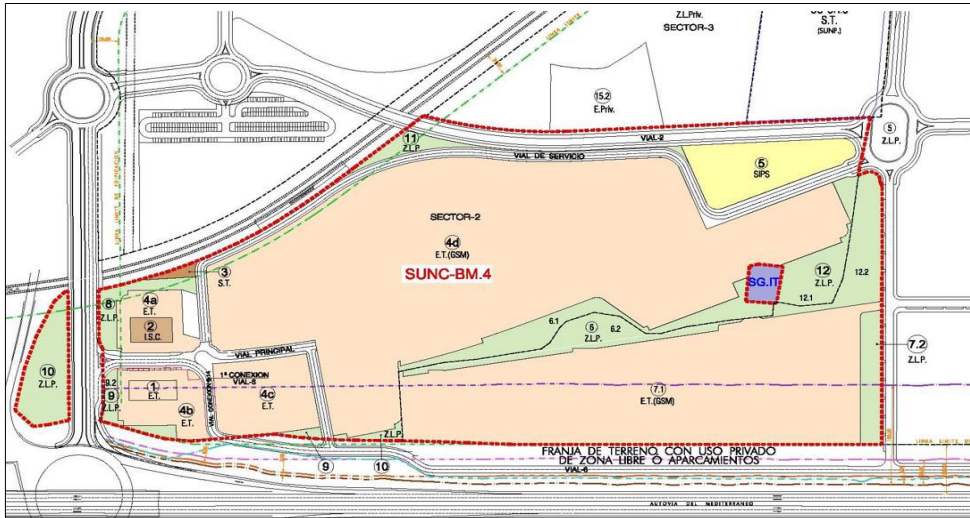 Z.L.Priv.
SECTOR-3
S.T.
(SUNP.)
15.2
E.Priv.
5
Z.L.P.
VIAL-2
11
Z.L.P.
VIAL DE SERVICIO
5
SIPS
SECTOR-2
4d
E.T.(GSM)
SUNC-BM.4
SG.IT
12
Z.L.P.
12.2
12.1
3
S.T.
8
Z.L.P.
4a
E.T.
2
I.S.C.
6.1
6
Z.L.P.
6.2
7.2
Z.L.P.
10
Z.L.P.
VIAL PRINCIPAL
1ª CONEXION
VIAL-8
9.2
9
Z.L.P.
1
E.T.
4b
E.T.
4c
E.T.
7.1
E.T.(GSM)
9
10
Z.L.P.
FRANJA DE TERRENO CON USO PRIVADO
DE ZONA LIBRE O APARCAMIENTOS
VIAL-6
AUTOVIA DEL MEDITERRANEO